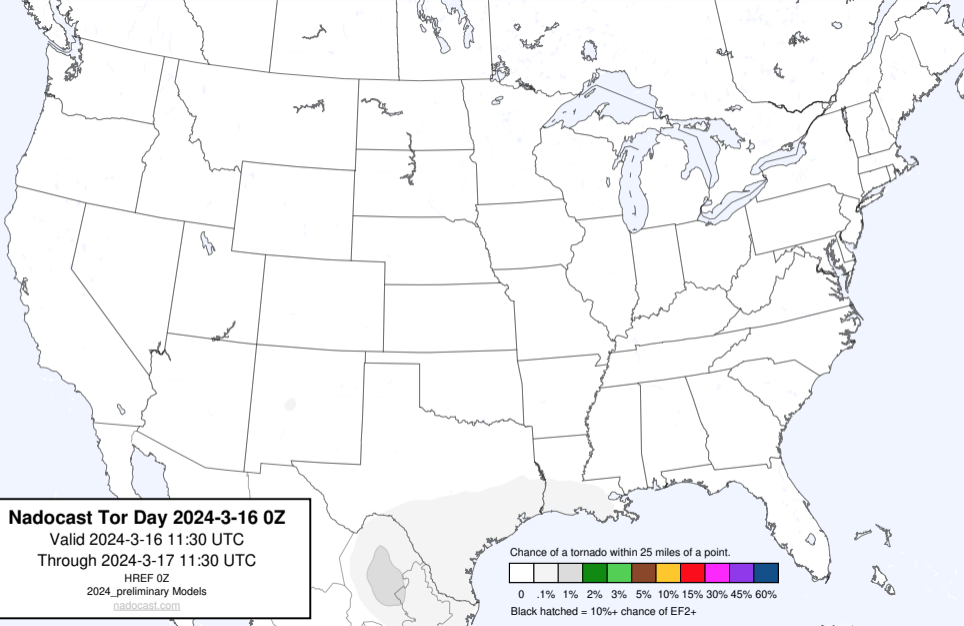 Nadocast Tor Day 2024-3-16 0Z
Valid 2024-3-16 11:30 UTC
Through 2024-3-17 11:30 UTC
HREF 0Z
2024_preliminary Models
nadocast.com
Chance of a tornado within 25 miles of a point.
0 .1% 1% 2% 3% 5% 10% 15% 30% 45% 60%
Black hatched = 10%+ chance of EF2+